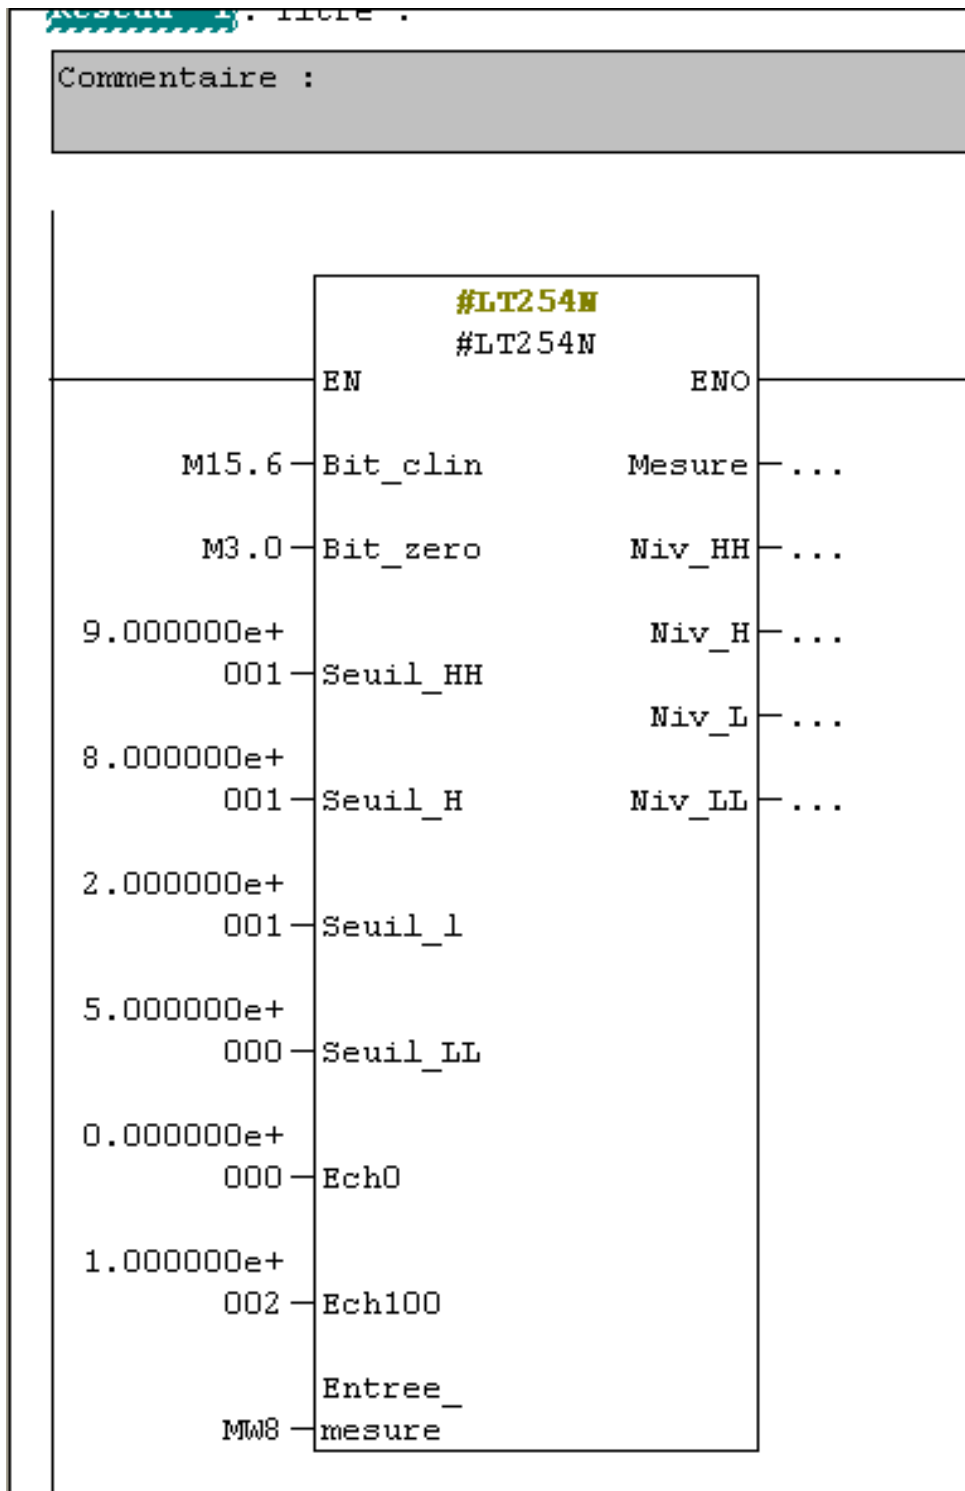 Réseau 1: Titre :
Commentaire :
#LT254N
#LT254N
EN ENO
M15.6 Bit_clin Mesure ...
M3.0 Bit_zero Niv_HH ...
9.000000e+ Niv_H ...
001 Seuil_HH
Niv_L ...
8.000000e+
001 Seuil_H Niv_LL ...
2.000000e+
001 Seuil_l
5.000000e+
000 Seuil_LL
0.000000e+
000 Ech0
1.000000e+
002 Ech100
Entree_
MW8 mesure